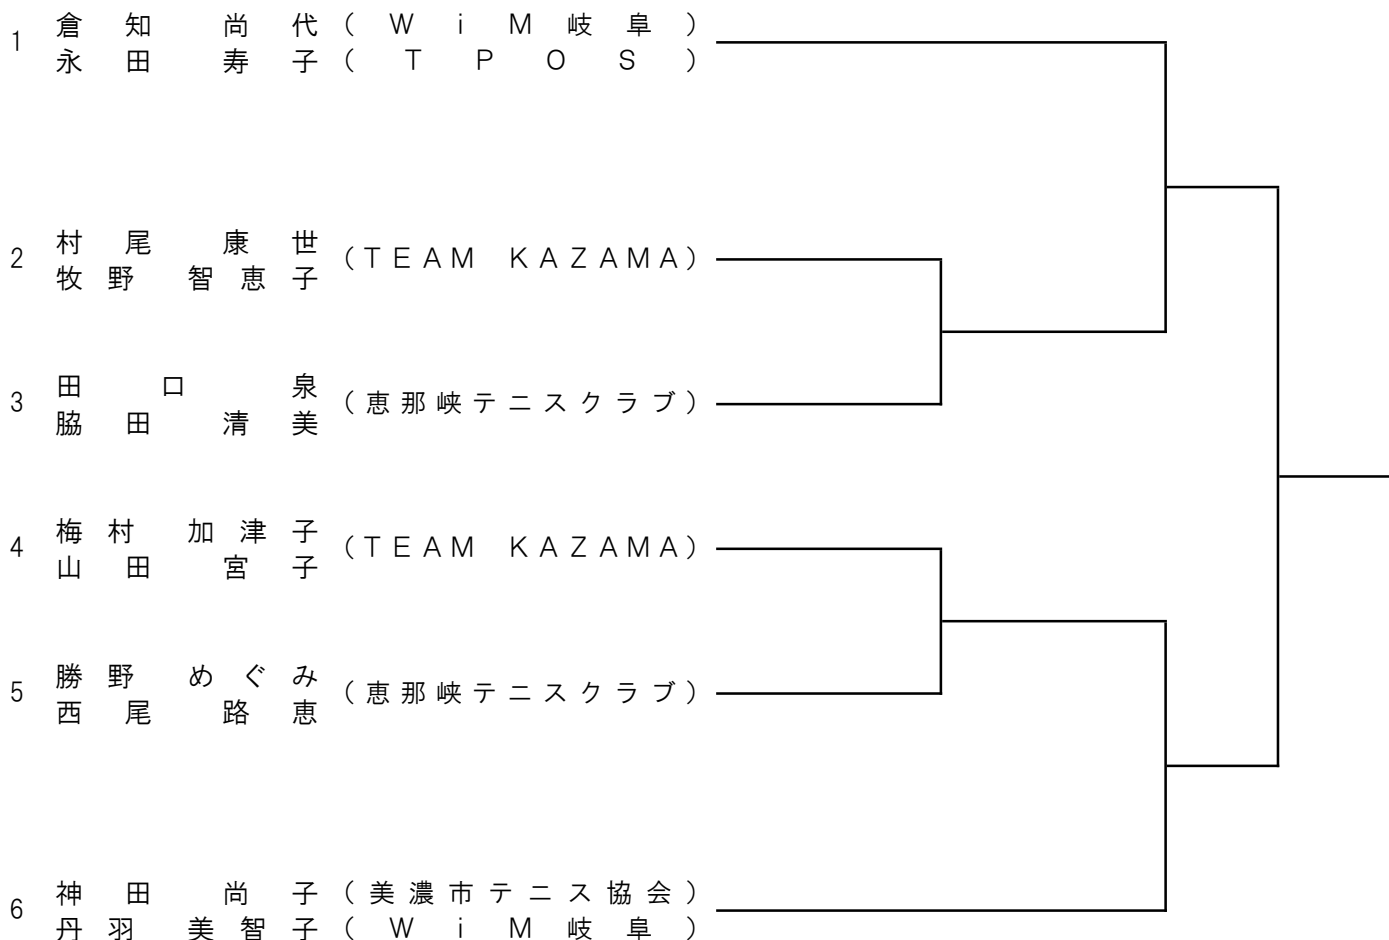 1 倉知 尚代 (WiM岐阜)
永田 寿子 (TPOS)
2 村尾 康世 (TEAM KAZAMA)
牧野 智恵子
3 田口 泉 (恵那峡テニスクラブ)
脇田 清美
4 梅村 加津子 (TEAM KAZAMA)
山田 宮子
5 勝野 めぐみ (恵那峡テニスクラブ)
西尾 路恵
6 神田 尚子 (美濃市テニス協会)
丹羽 美智子 (WiM岐阜)